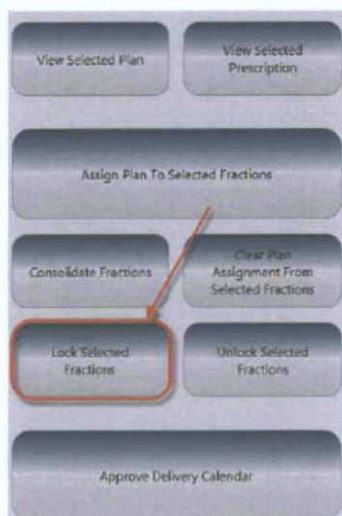 View Selected Plan
View Selected
Prescription
Assign Plan To Selected Fractions
Consolidate Fractions
Clear Plan
Assignment From
Selected Fractions
Lock Selected
Fractions
Unlock Selected
Fractions
Approve Delivery Calendar